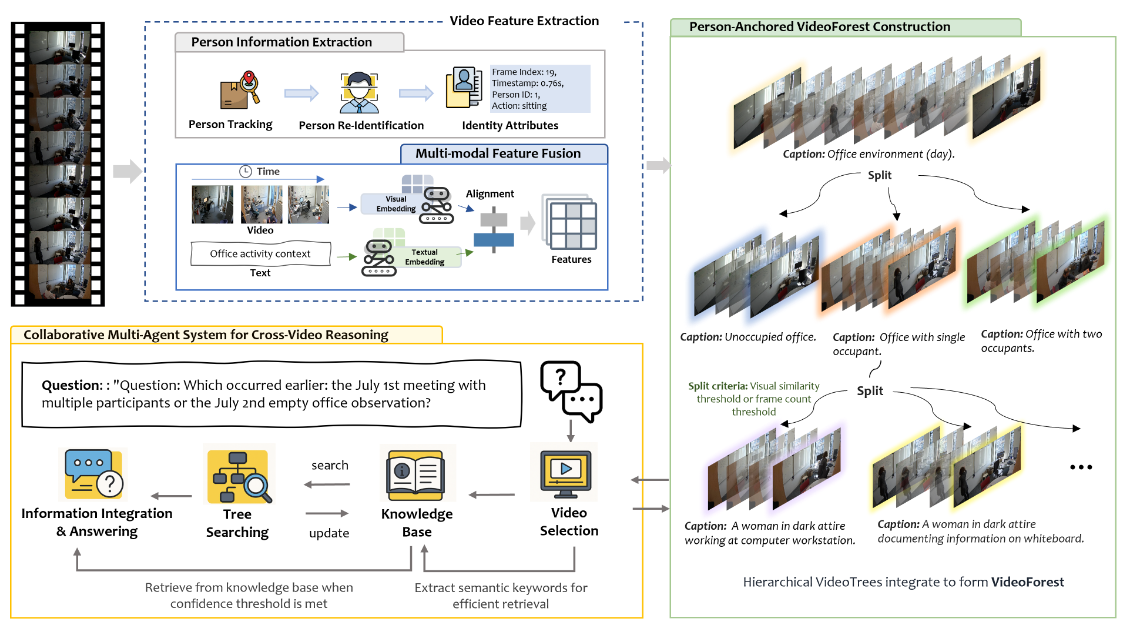 Video Feature Extraction
Person Information Extraction
Frame Index: 19,
Timestamp: 0.76s,
Person ID: 1,
Action: sitting
Person Tracking
Person Re-Identification
Identity Attributes
Multi-modal Feature Fusion
Time
Video
Office activity context
Text
Visual
Embedding
Textual
Embedding
Alignment
Features
Person-Anchored VideoForest Construction
Caption: Office environment (day).
Split
Caption: Unoccupied office.
Caption: Office with single
occupant.
Caption: Office with two
occupants.
Split criteria: Visual similarity
threshold or frame count
threshold
Split
...
Caption: A woman in dark attire
working at computer workstation.
Caption: A woman in dark attire
documenting information on whiteboard.
Hierarchical VideoTrees integrate to form VideoForest
Collaborative Multi-Agent System for Cross-Video Reasoning
Question: : "Question: Which occurred earlier: the July 1st meeting with
multiple participants or the July 2nd empty office observation?
Information Integration
& Answering
Tree
Searching
search
update
Knowledge
Base
Video
Selection
Retrieve from knowledge base when
confidence threshold is met
Extract semantic keywords for
efficient retrieval